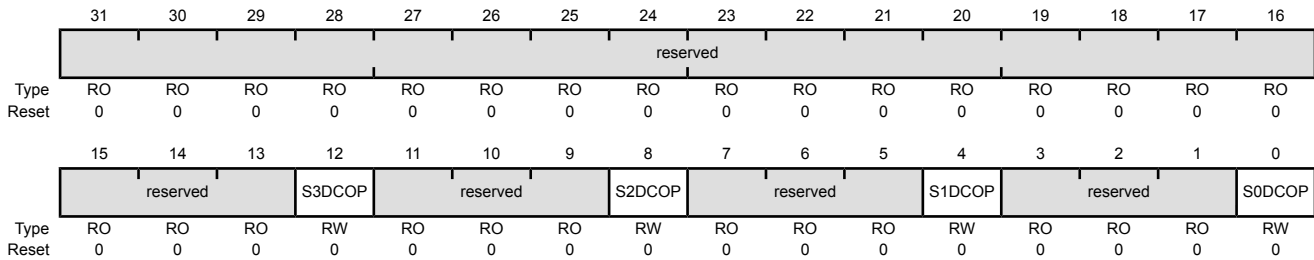 31 30 29 28 27 26 25 24 23 22 21 20 19 18 17 16
reserved
Type RO RO RO RO RO RO RO RO RO RO RO RO RO RO RO RO
Reset 0 0 0 0 0 0 0 0 0 0 0 0 0 0 0 0
15 14 13 12 11 10 9 8 7 6 5 4 3 2 1 0
reserved S3DCOP reserved S2DCOP reserved S1DCOP reserved S0DCOP
Type RO RO RO RW RO RO RO RW RO RO RO RW RO RO RO RW
Reset 0 0 0 0 0 0 0 0 0 0 0 0 0 0 0 0